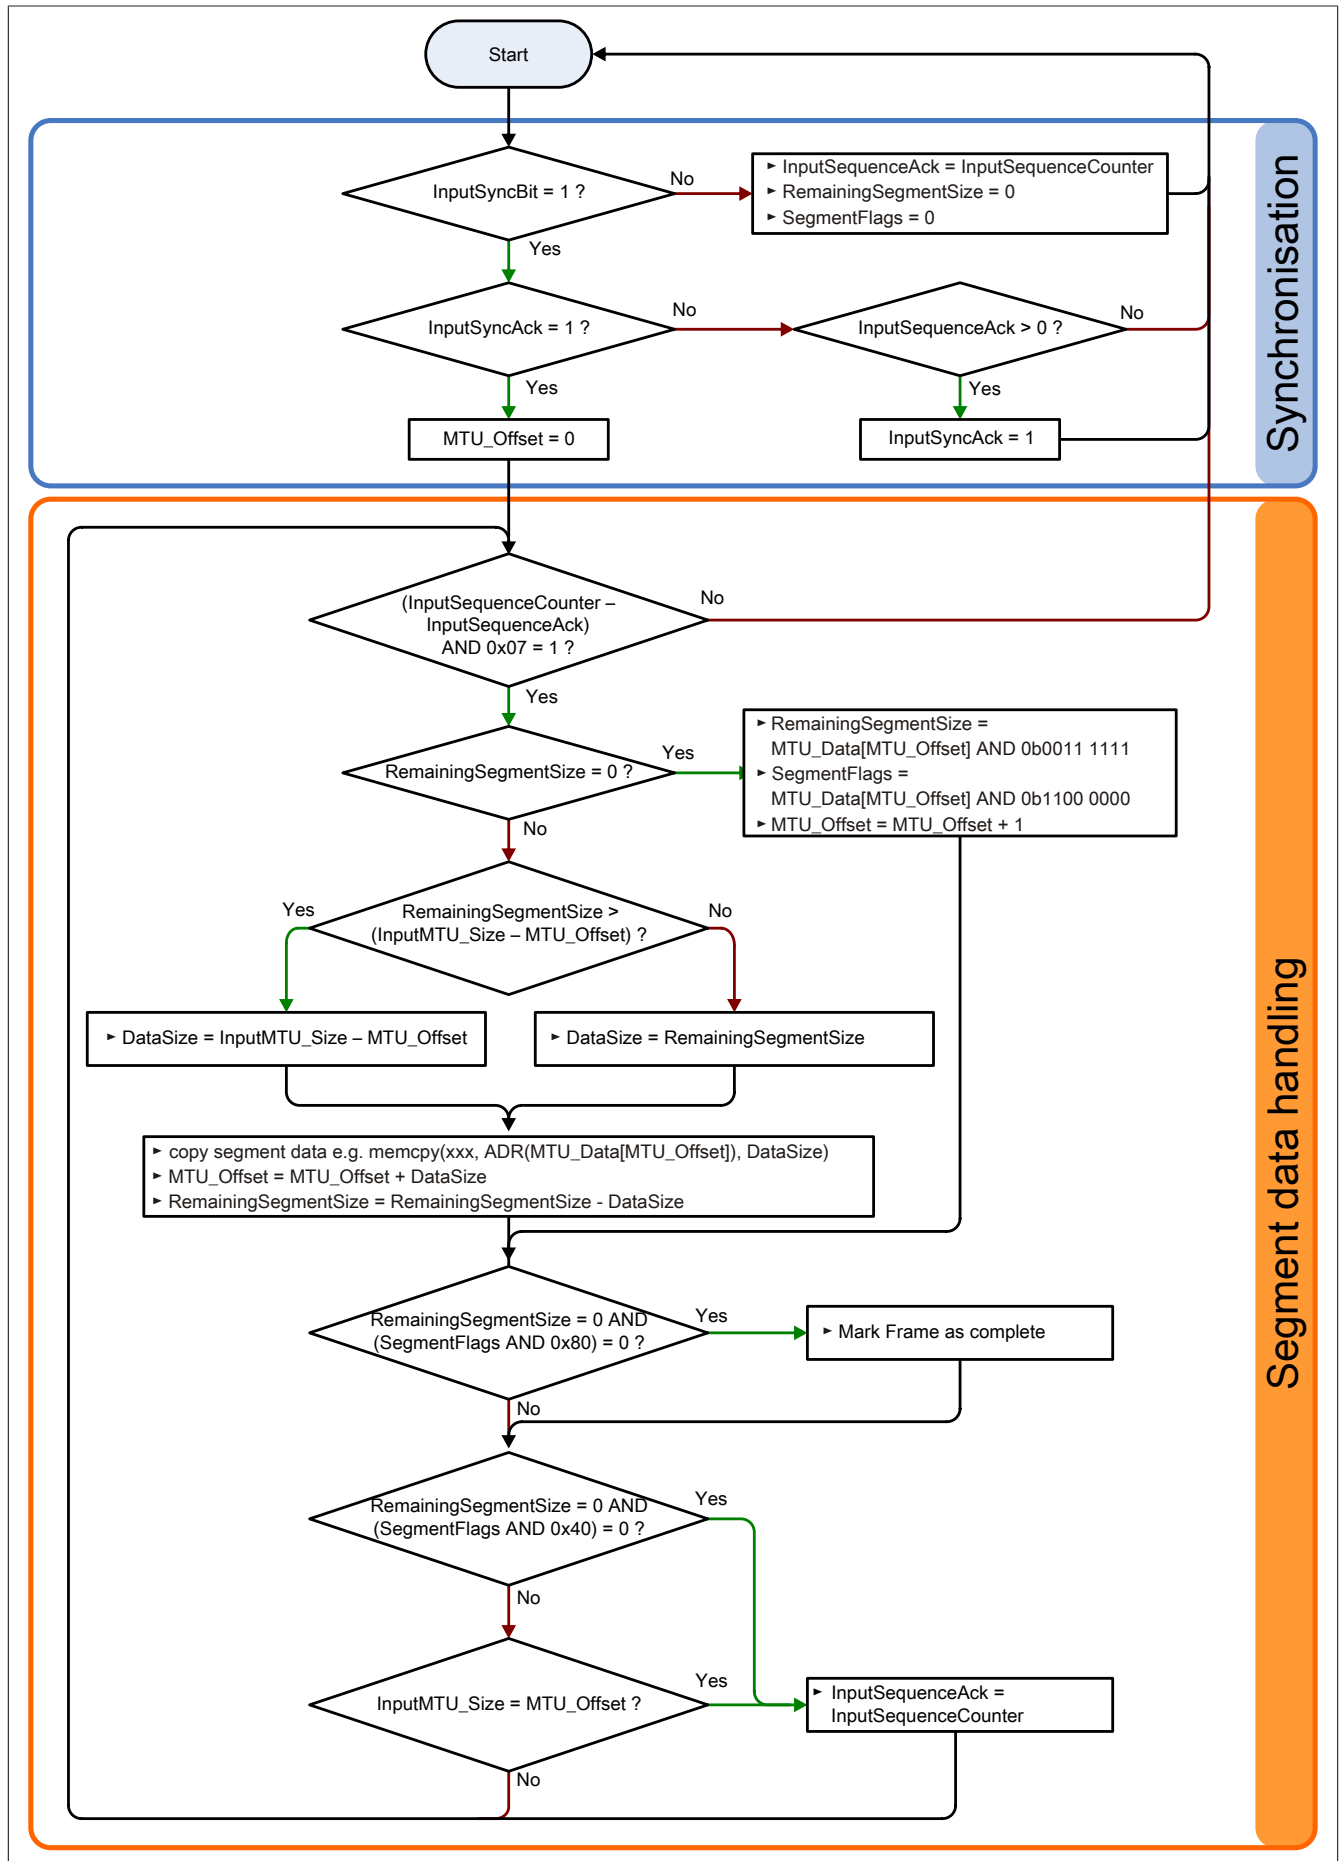 Start
InputSyncBit = 1 ?
No
► InputSequenceAck = InputSequenceCounter
► RemainingSegmentSize = 0
► SegmentFlags = 0
Yes
InputSyncAck = 1 ?
No
InputSequenceAck > 0 ?
No
Yes
Yes
MTU_Offset = 0
InputSyncAck = 1
Synchronisation
(InputSequenceCounter –
InputSequenceAck)
AND 0x07 = 1 ?
No
Yes
RemainingSegmentSize = 0 ?
Yes
► RemainingSegmentSize =
MTU_Data[MTU_Offset] AND 0b0011 1111
► SegmentFlags =
MTU_Data[MTU_Offset] AND 0b1100 0000
► MTU_Offset = MTU_Offset + 1
No
RemainingSegmentSize >
(InputMTU_Size – MTU_Offset) ?
Yes
No
► DataSize = InputMTU_Size – MTU_Offset
► DataSize = RemainingSegmentSize
► copy segment data e.g. memcpy(xxx, ADR(MTU_Data[MTU_Offset]), DataSize)
► MTU_Offset = MTU_Offset + DataSize
► RemainingSegmentSize = RemainingSegmentSize - DataSize
RemainingSegmentSize = 0 AND
(SegmentFlags AND 0x80) = 0 ?
Yes
► Mark Frame as complete
No
RemainingSegmentSize = 0 AND
(SegmentFlags AND 0x40) = 0 ?
Yes
No
InputMTU_Size = MTU_Offset ?
Yes
► InputSequenceAck =
InputSequenceCounter
No
Segment data handling